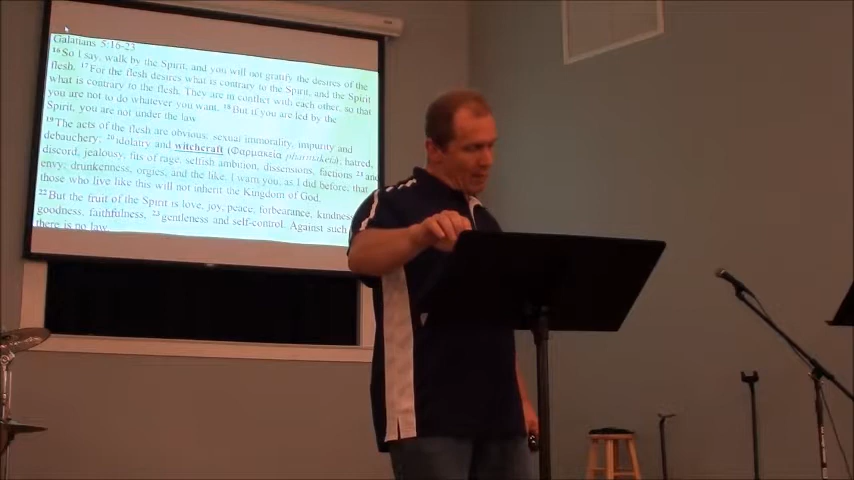 Galatians 5:16-23
16 So I say, walk by the Spirit, and you will not gratify the desires of the
flesh. 17 For the flesh desires what is contrary to the Spirit, and the Spirit
what is contrary to the flesh. They are in conflict with each other, so that
you are not to do whatever you want. 18 But if you are led by the
Spirit, you are not under the law.
19 The acts of the flesh are obvious: sexual immorality, impurity and
debauchery; 20 idolatry and witchcraft (Φαρμακεία pharmakeia); hatred,
discord, jealousy, fits of rage, selfish ambition, dissensions, factions 21 and
envy; drunkenness, orgies, and the like. I warn you, as I did before, that
those who live like this will not inherit the Kingdom of God.
22 But the fruit of the Spirit is love, joy, peace, forbearance, kindness,
goodness, faithfulness, 23 gentleness and self-control. Against such
there is no law.